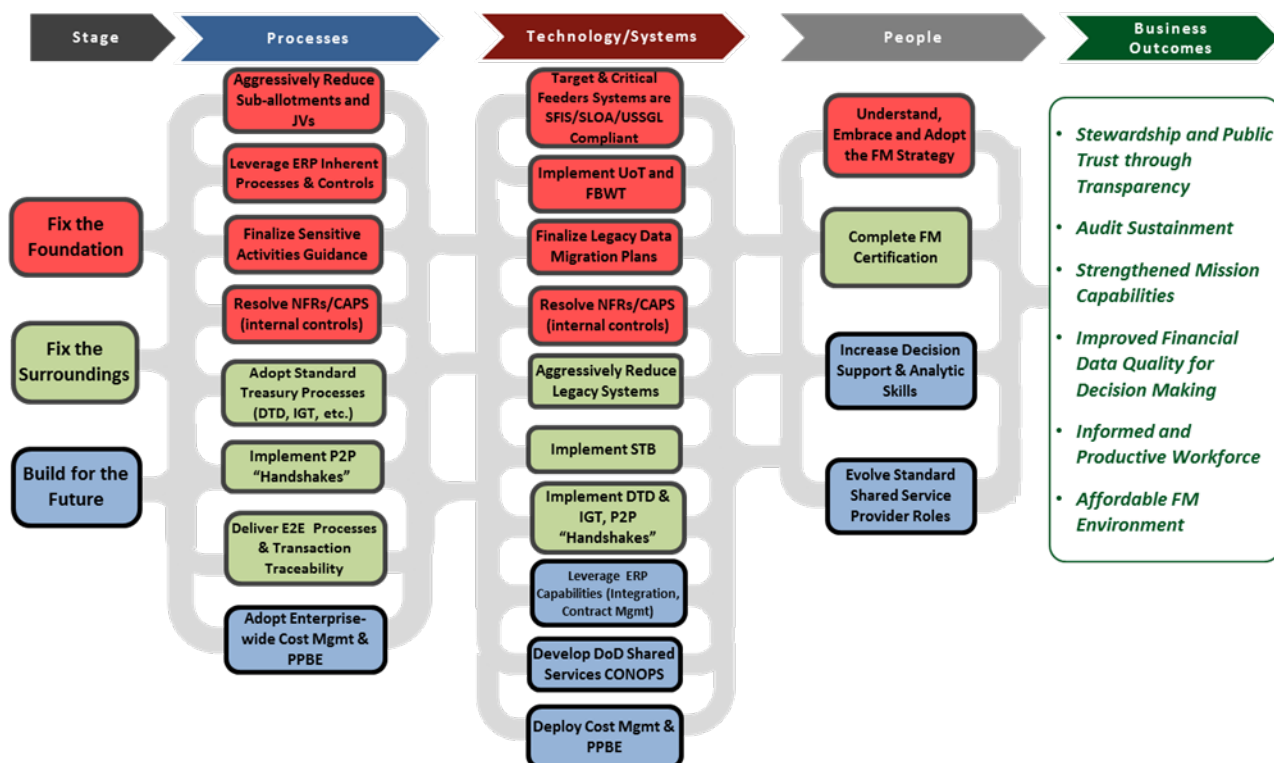 Stage
Processes
Technology/Systems
People
Business
Outcomes
Fix the
Foundation
Fix the
Surroundings
Build for the
Future
Aggressively Reduce
Sub-allotments and
JVs
Leverage ERP Inherent
Processes & Controls
Finalize Sensitive
Activities Guidance
Resolve NFRs/CAPS
(internal controls)
Adopt Standard
Treasury Processes
(DTD, IGT, etc.)
Implement P2P
“Handshakes”
Deliver E2E Processes
& Transaction
Traceability
Adopt Enterprise-
wide Cost Mgmt &
PPBE
Target & Critical
Feeders Systems are
SFIS/SLOA/USSGL
Compliant
Implement UoT and
FBWT
Finalize Legacy Data
Migration Plans
Resolve NFRs/CAPS
(internal controls)
Aggressively Reduce
Legacy Systems
Implement STB
Implement DTD &
IGT, P2P
“Handshakes”
Leverage ERP
Capabilities (Integration,
Contract Mgmt)
Develop DoD Shared
Services CONOPS
Deploy Cost Mgmt &
PPBE
Understand,
Embrace and Adopt
the FM Strategy
Complete FM
Certification
Increase Decision
Support & Analytic
Skills
Evolve Standard
Shared Service
Provider Roles
• Stewardship and Public
Trust through
Transparency
• Audit Sustainment
• Strengthened Mission
Capabilities
• Improved Financial
Data Quality for
Decision Making
• Informed and
Productive Workforce
• Affordable FM
Environment